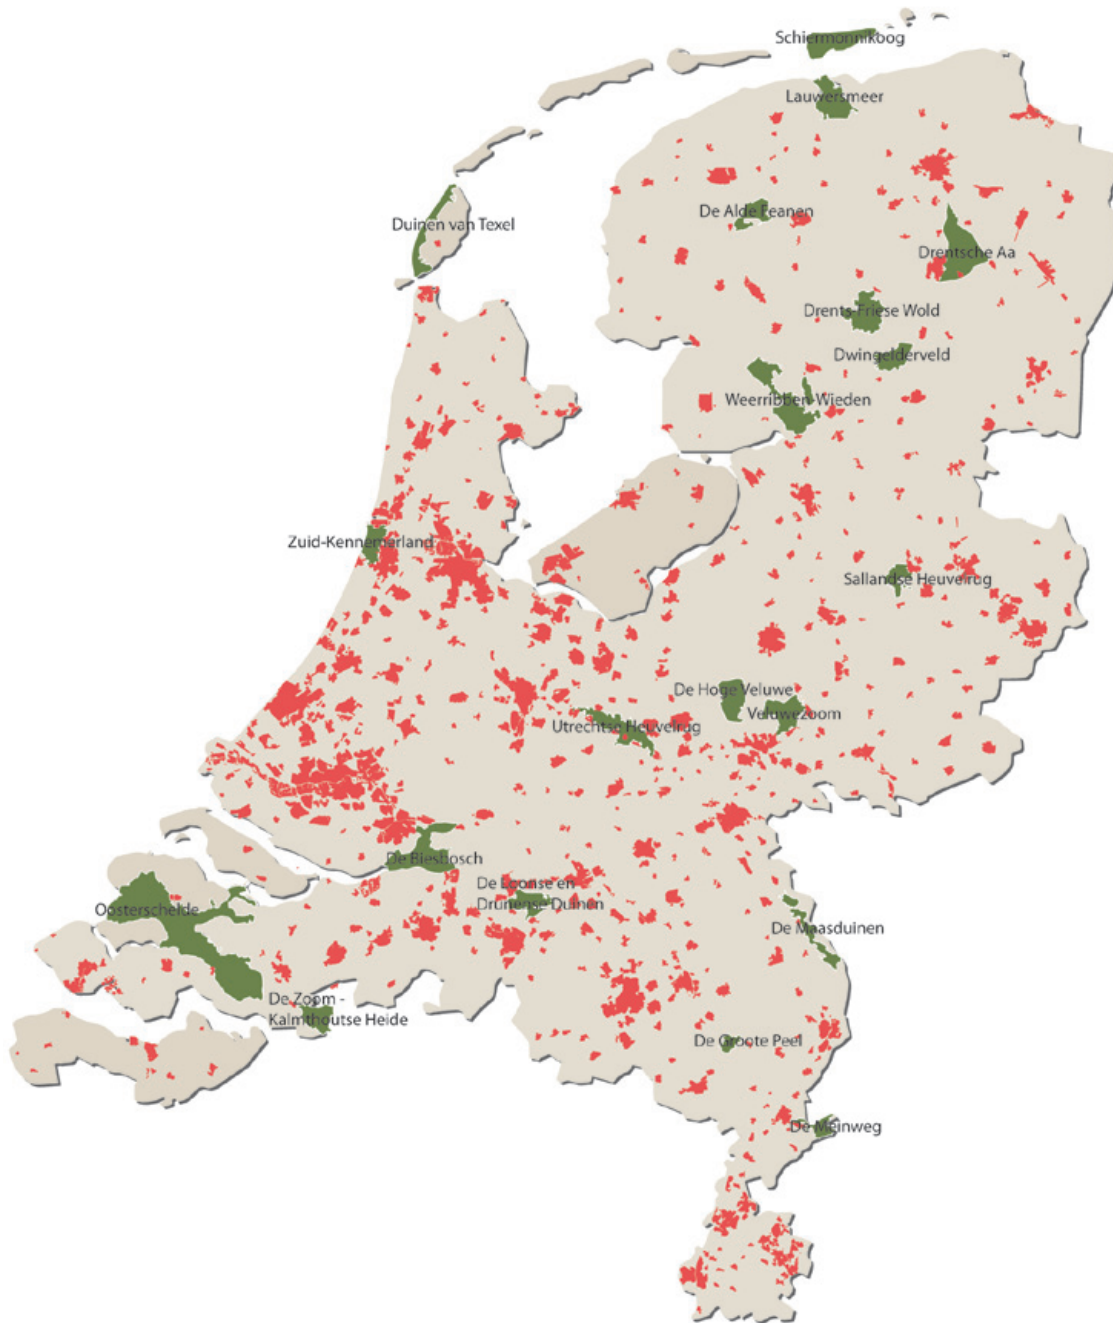 Schiermonnikoog
Lauwersmeer
De Alde Feanen
Duinen van Texel
Drentsche Aa
Drents-Friese Wold
Dwingelderveld
Weerribben-Wieden
Zuid-Kennemerland
Sallandse Heuvelrug
De Hoge Veluwe
Veluwezoom
Utrechtse Heuvelrug
De Biesbosch
De Loonse en
Drunense Duinen
Oosterschelde
De Maasduinen
De Zoom -
Kalmthoutse Heide
De Groote Peel
De Meinweg